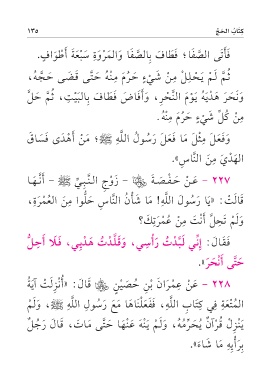 ١٣٥ كِتَابُ الحَجِّ
فَأَتَى الصَّفَا؛ فَطَافَ بِالصَّفَا وَالمَرْوَةِ سَبْعَةَ أَطْوَافٍ.
ثُمَّ لَمْ يَحْلِلْ مِنْ شَيْءٍ حَرُمَ مِنْهُ حَتَّى قَضَى حَجَّهُ،
وَنَحَرَ هَدْيَهُ يَوْمَ النَّحْرِ، وَأَفَاضَ فَطَافَ بِالبَيْتِ، ثُمَّ حَلَّ
مِنْ كُلِّ شَيْءٍ حَرُمَ مِنْهُ.
وَفَعَلَ مِثْلَ مَا فَعَلَ رَسُولُ اللَّهِ ﷺ؛ مَنْ أَهْدَى فَسَاقَ
الهَدْيَ مِنَ النَّاسِ».
٢٢٧ - عَنْ حَفْصَةَ - زَوْجِ النَّبِيِّ ﷺ - أَنَّهَا
قَالَتْ: «يَا رَسُولَ اللَّهِ! مَا شَأْنُ النَّاسِ حَلُّوا مِنَ العُمْرَةِ،
وَلَمْ تَحِلَّ أَنْتَ مِنْ عُمْرَتِكَ؟
فَقَالَ: إِنِّي لَبَّدْتُ رَأْسِي، وَقَلَّدْتُ هَدْيِي، فَلَا أَحِلُّ
حَتَّى أَنْحَرَ».
٢٢٨ - عَنْ عِمْرَانَ بْنِ حُصَيْنٍ قَالَ: «أُنْزِلَتْ آيَةُ
المُتْعَةِ فِي كِتَابِ اللَّهِ، فَفَعَلْنَاهَا مَعَ رَسُولِ اللَّهِ ﷺ، وَلَمْ
يَنْزِلْ قُرْآنٌ يُحَرِّمُهُ، وَلَمْ يَنْهَ عَنْهَا حَتَّى مَاتَ، قَالَ رَجُلٌ
بِرَأْيِهِ مَا شَاءَ».